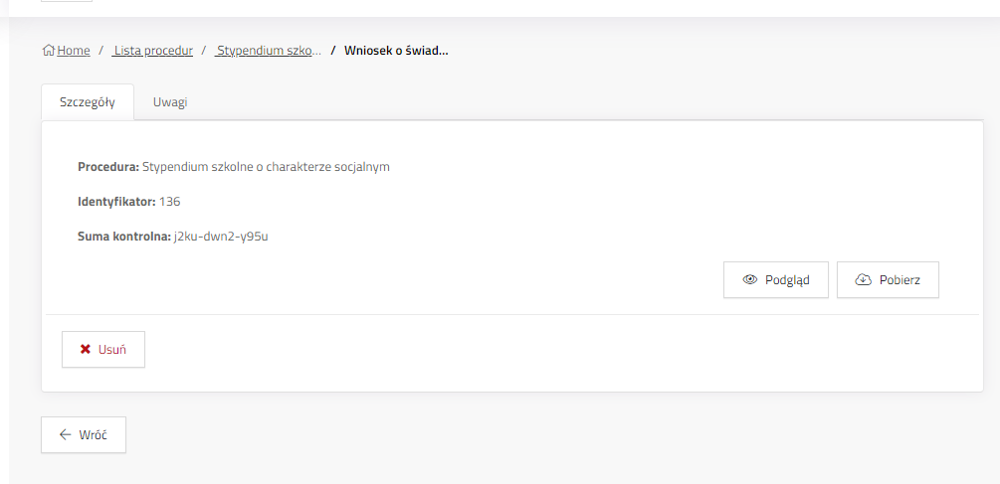 Home / Lista procedur / Stypendium szko... / Wniosek o świad...
Szczegóły Uwagi
Procedura: Stypendium szkolne o charakterze socjalnym
Identyfikator: 136
Suma kontrolna: j2ku-dwn2-y95u
Podgląd Pobierz
Usuń
Wróć